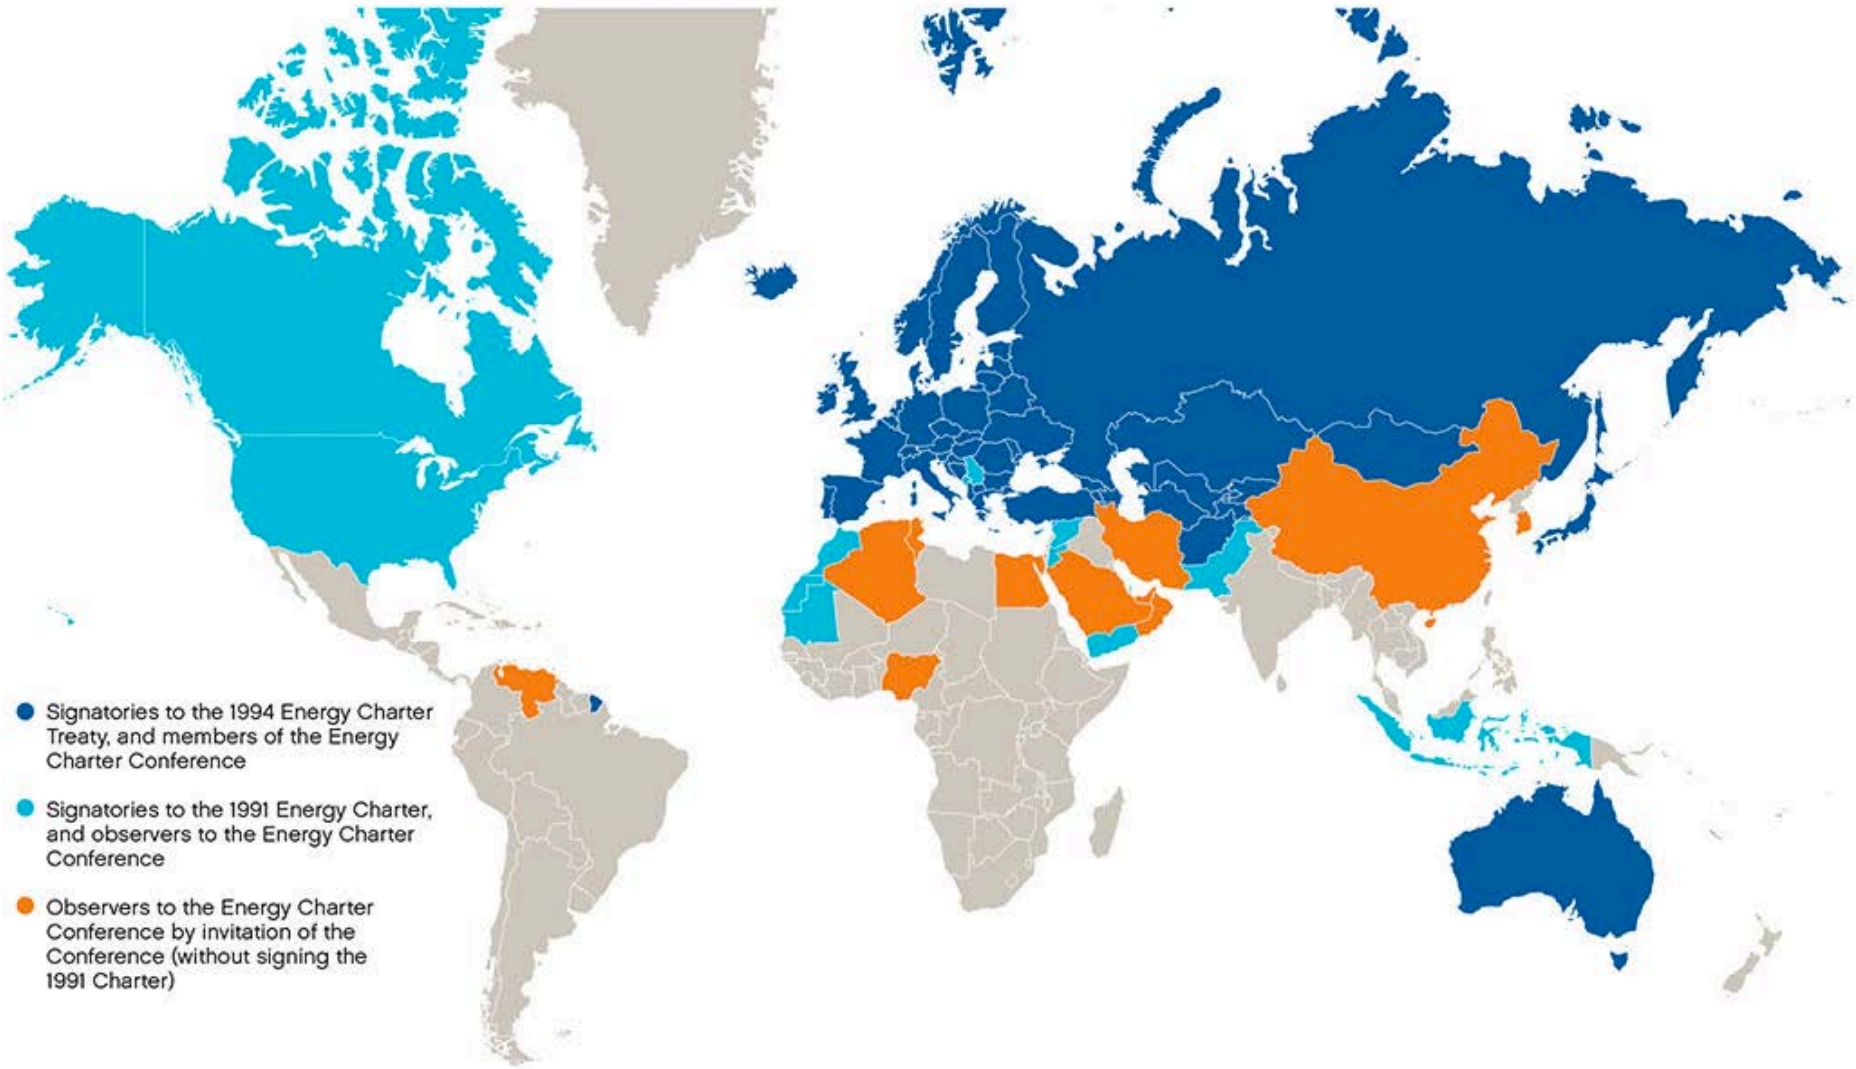 Signatories to the 1994 Energy Charter
Treaty, and members of the Energy
Charter Conference
Signatories to the 1991 Energy Charter,
and observers to the Energy Charter
Conference
Observers to the Energy Charter
Conference by invitation of the
Conference (without signing the
1991 Charter)